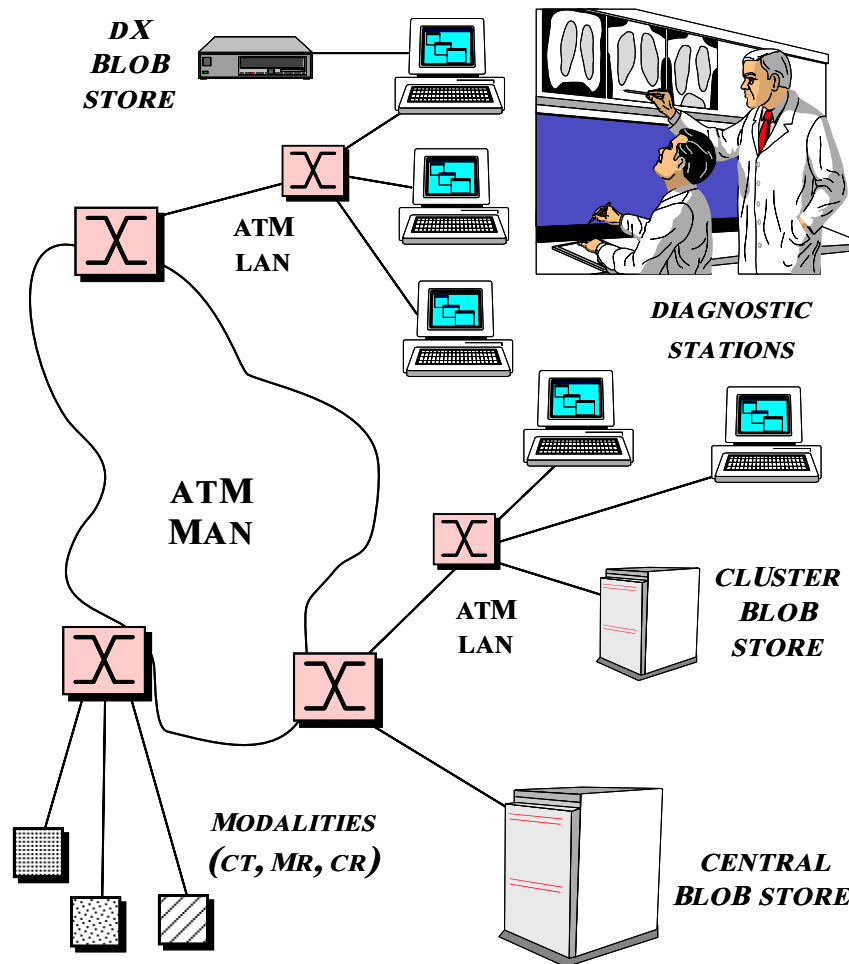 DX
BLOB
STORE
ATM
LAN
DIAGNOSTIC
STATIONS
ATM
MAN
CLUSTER
BLOB
STORE
ATM
LAN
MODALITIES
(CT, MR, CR)
CENTRAL
BLOB STORE